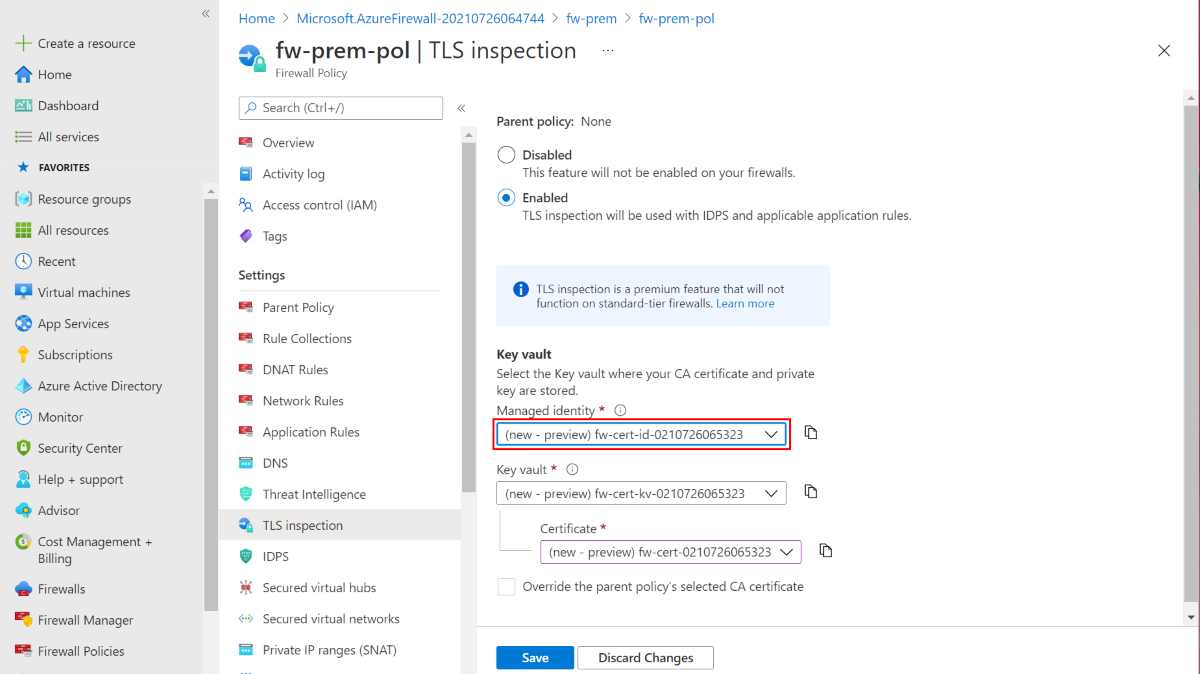 Home > Microsoft.AzureFirewall-20210726064744 > fw-prem > fw-prem-pol
fw-prem-pol | TLS inspection ...
Firewall Policy
Create a resource
Home
Dashboard
All services
FAVORITES
Resource groups
All resources
Recent
Virtual machines
App Services
Subscriptions
Azure Active Directory
Monitor
Security Center
Help + support
Advisor
Cost Management +
Billing
Firewalls
Firewall Manager
Firewall Policies
Search (Ctrl+/)
Overview
Activity log
Access control (IAM)
Tags
Settings
Parent Policy
Rule Collections
DNAT Rules
Network Rules
Application Rules
DNS
Threat Intelligence
TLS inspection
IDPS
Secured virtual hubs
Secured virtual networks
Private IP ranges (SNAT)
Parent policy: None
Disabled
This feature will not be enabled on your firewalls.
Enabled
TLS inspection will be used with IDPS and applicable application rules.
TLS inspection is a premium feature that will not
function on standard-tier firewalls. Learn more
Key vault
Select the Key vault where your CA certificate and private
key are stored.
Managed identity *
(new - preview) fw-cert-id-0210726065323
Key vault *
(new - preview) fw-cert-kv-0210726065323
Certificate *
(new - preview) fw-cert-0210726065323
Override the parent policy's selected CA certificate
Save
Discard Changes